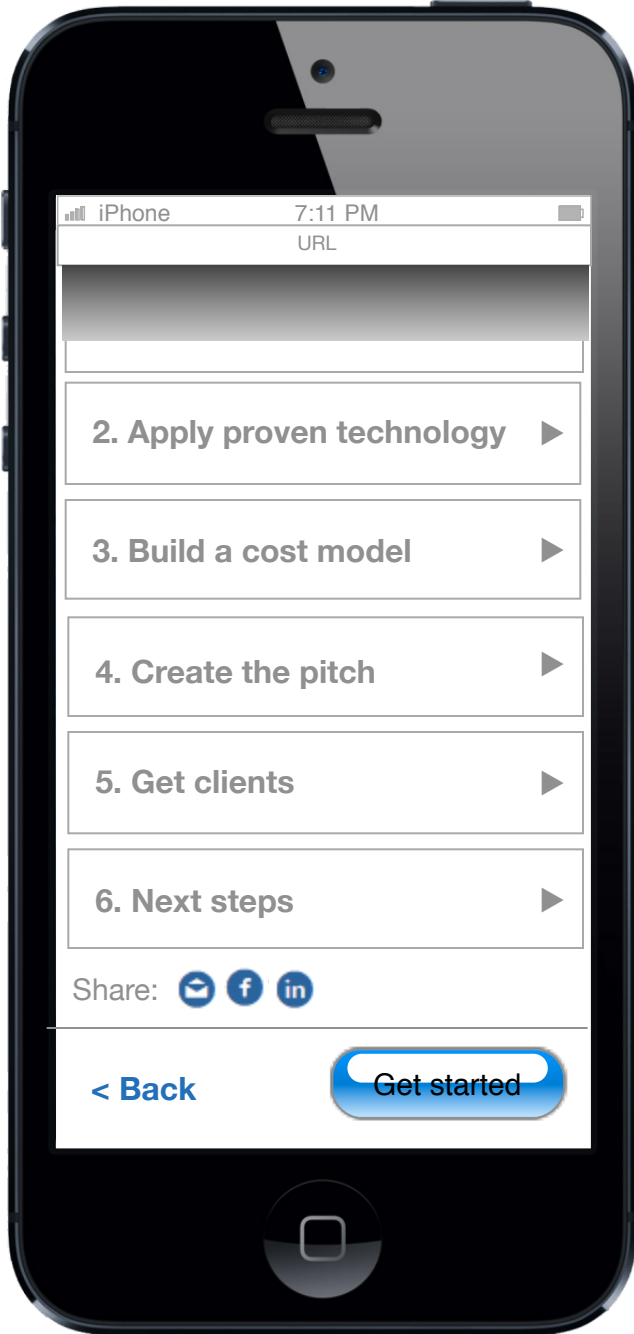 iPhone 7:11 PM
URL
2. Apply proven technology
3. Build a cost model
4. Create the pitch
5. Get clients
6. Next steps
Share: f in
< Back Get started